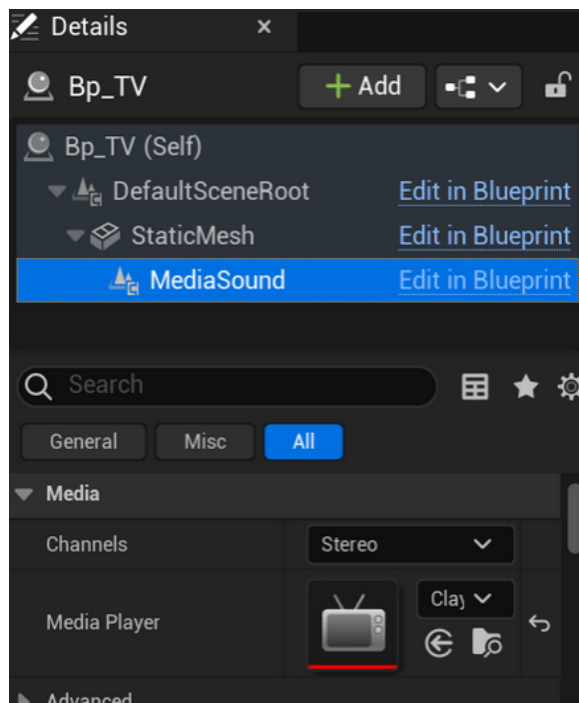 Details
Bp_TV
Add
Bp_TV (Self)
DefaultSceneRoot Edit in Blueprint
StaticMesh Edit in Blueprint
MediaSound Edit in Blueprint
Search
General Misc All
Media
Channels Stereo
Media Player Clay
Advanced